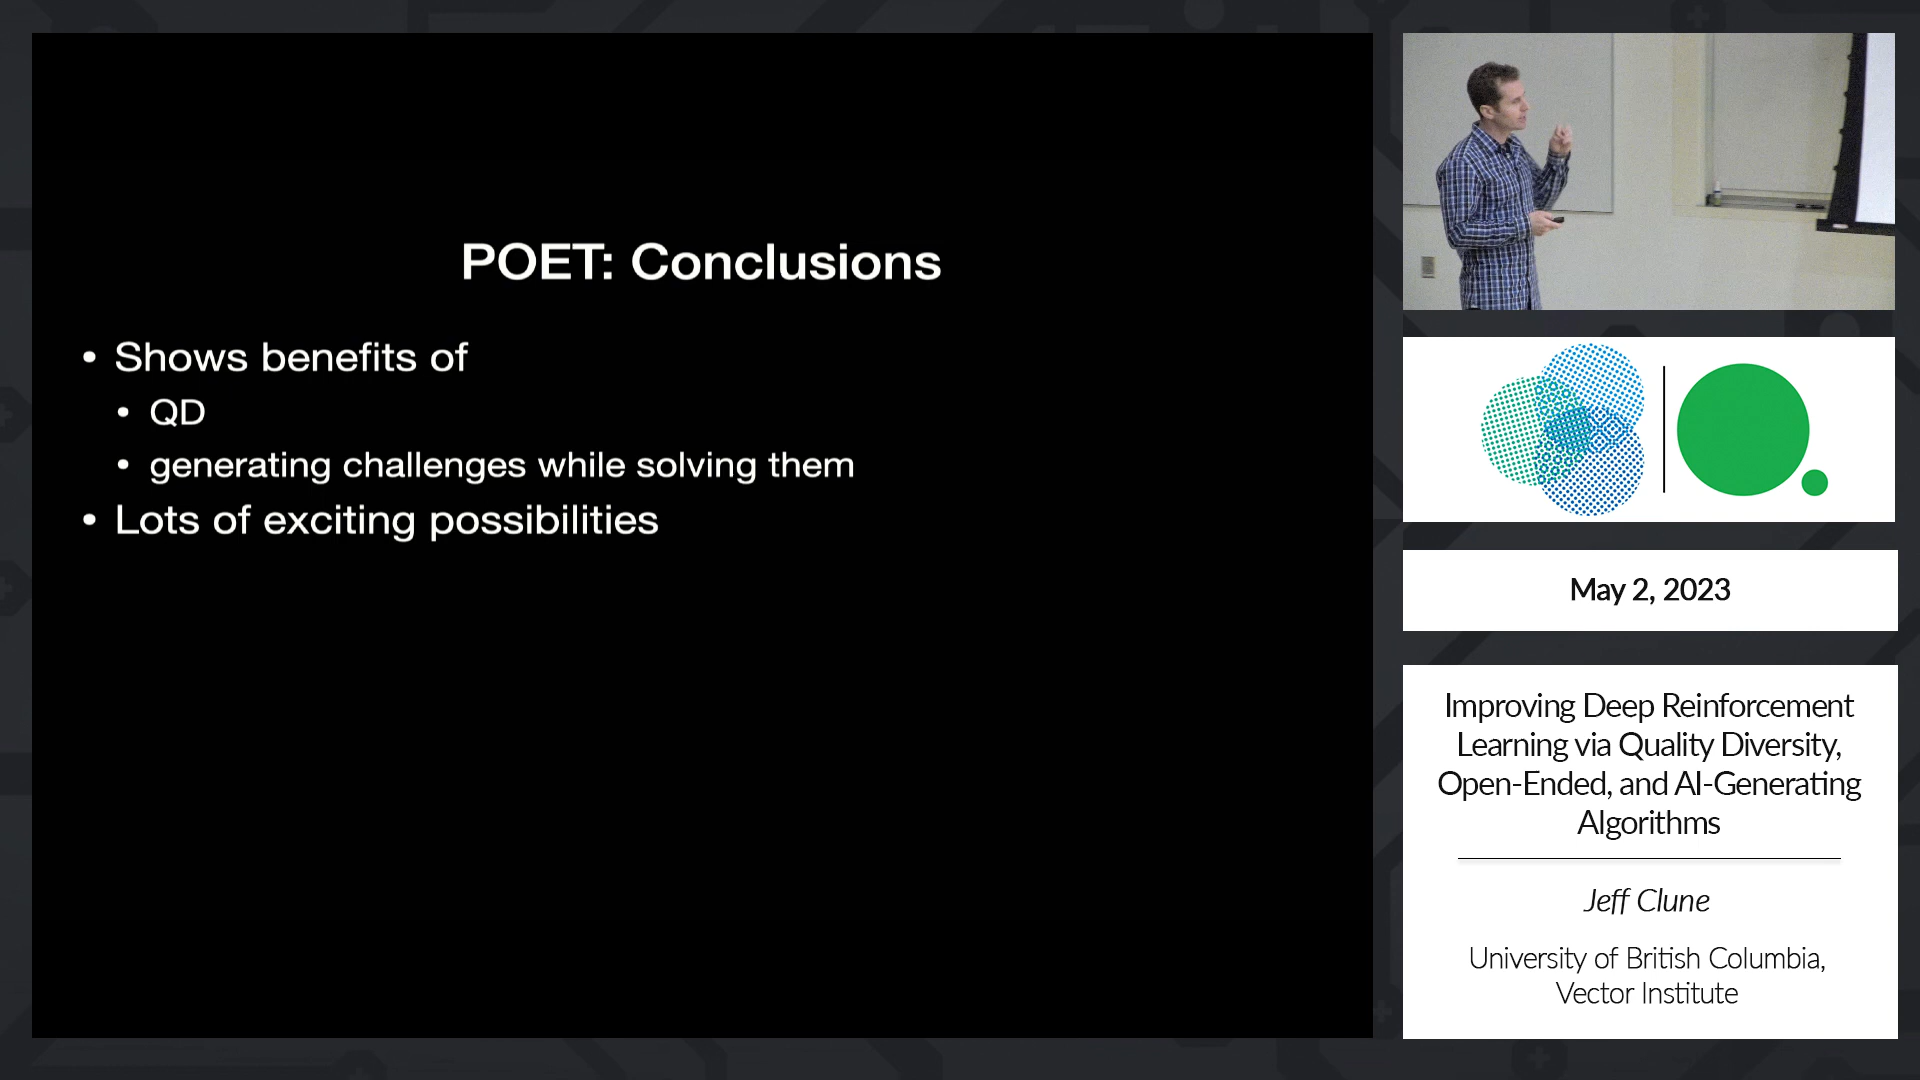 POET: Conclusions
• Shows benefits of
• QD
• generating challenges while solving them
• Lots of exciting possibilities
May 2, 2023
Improving Deep Reinforcement
Learning via Quality Diversity,
Open-Ended, and AI-Generating
Algorithms
Jeff Clune
University of British Columbia,
Vector Institute